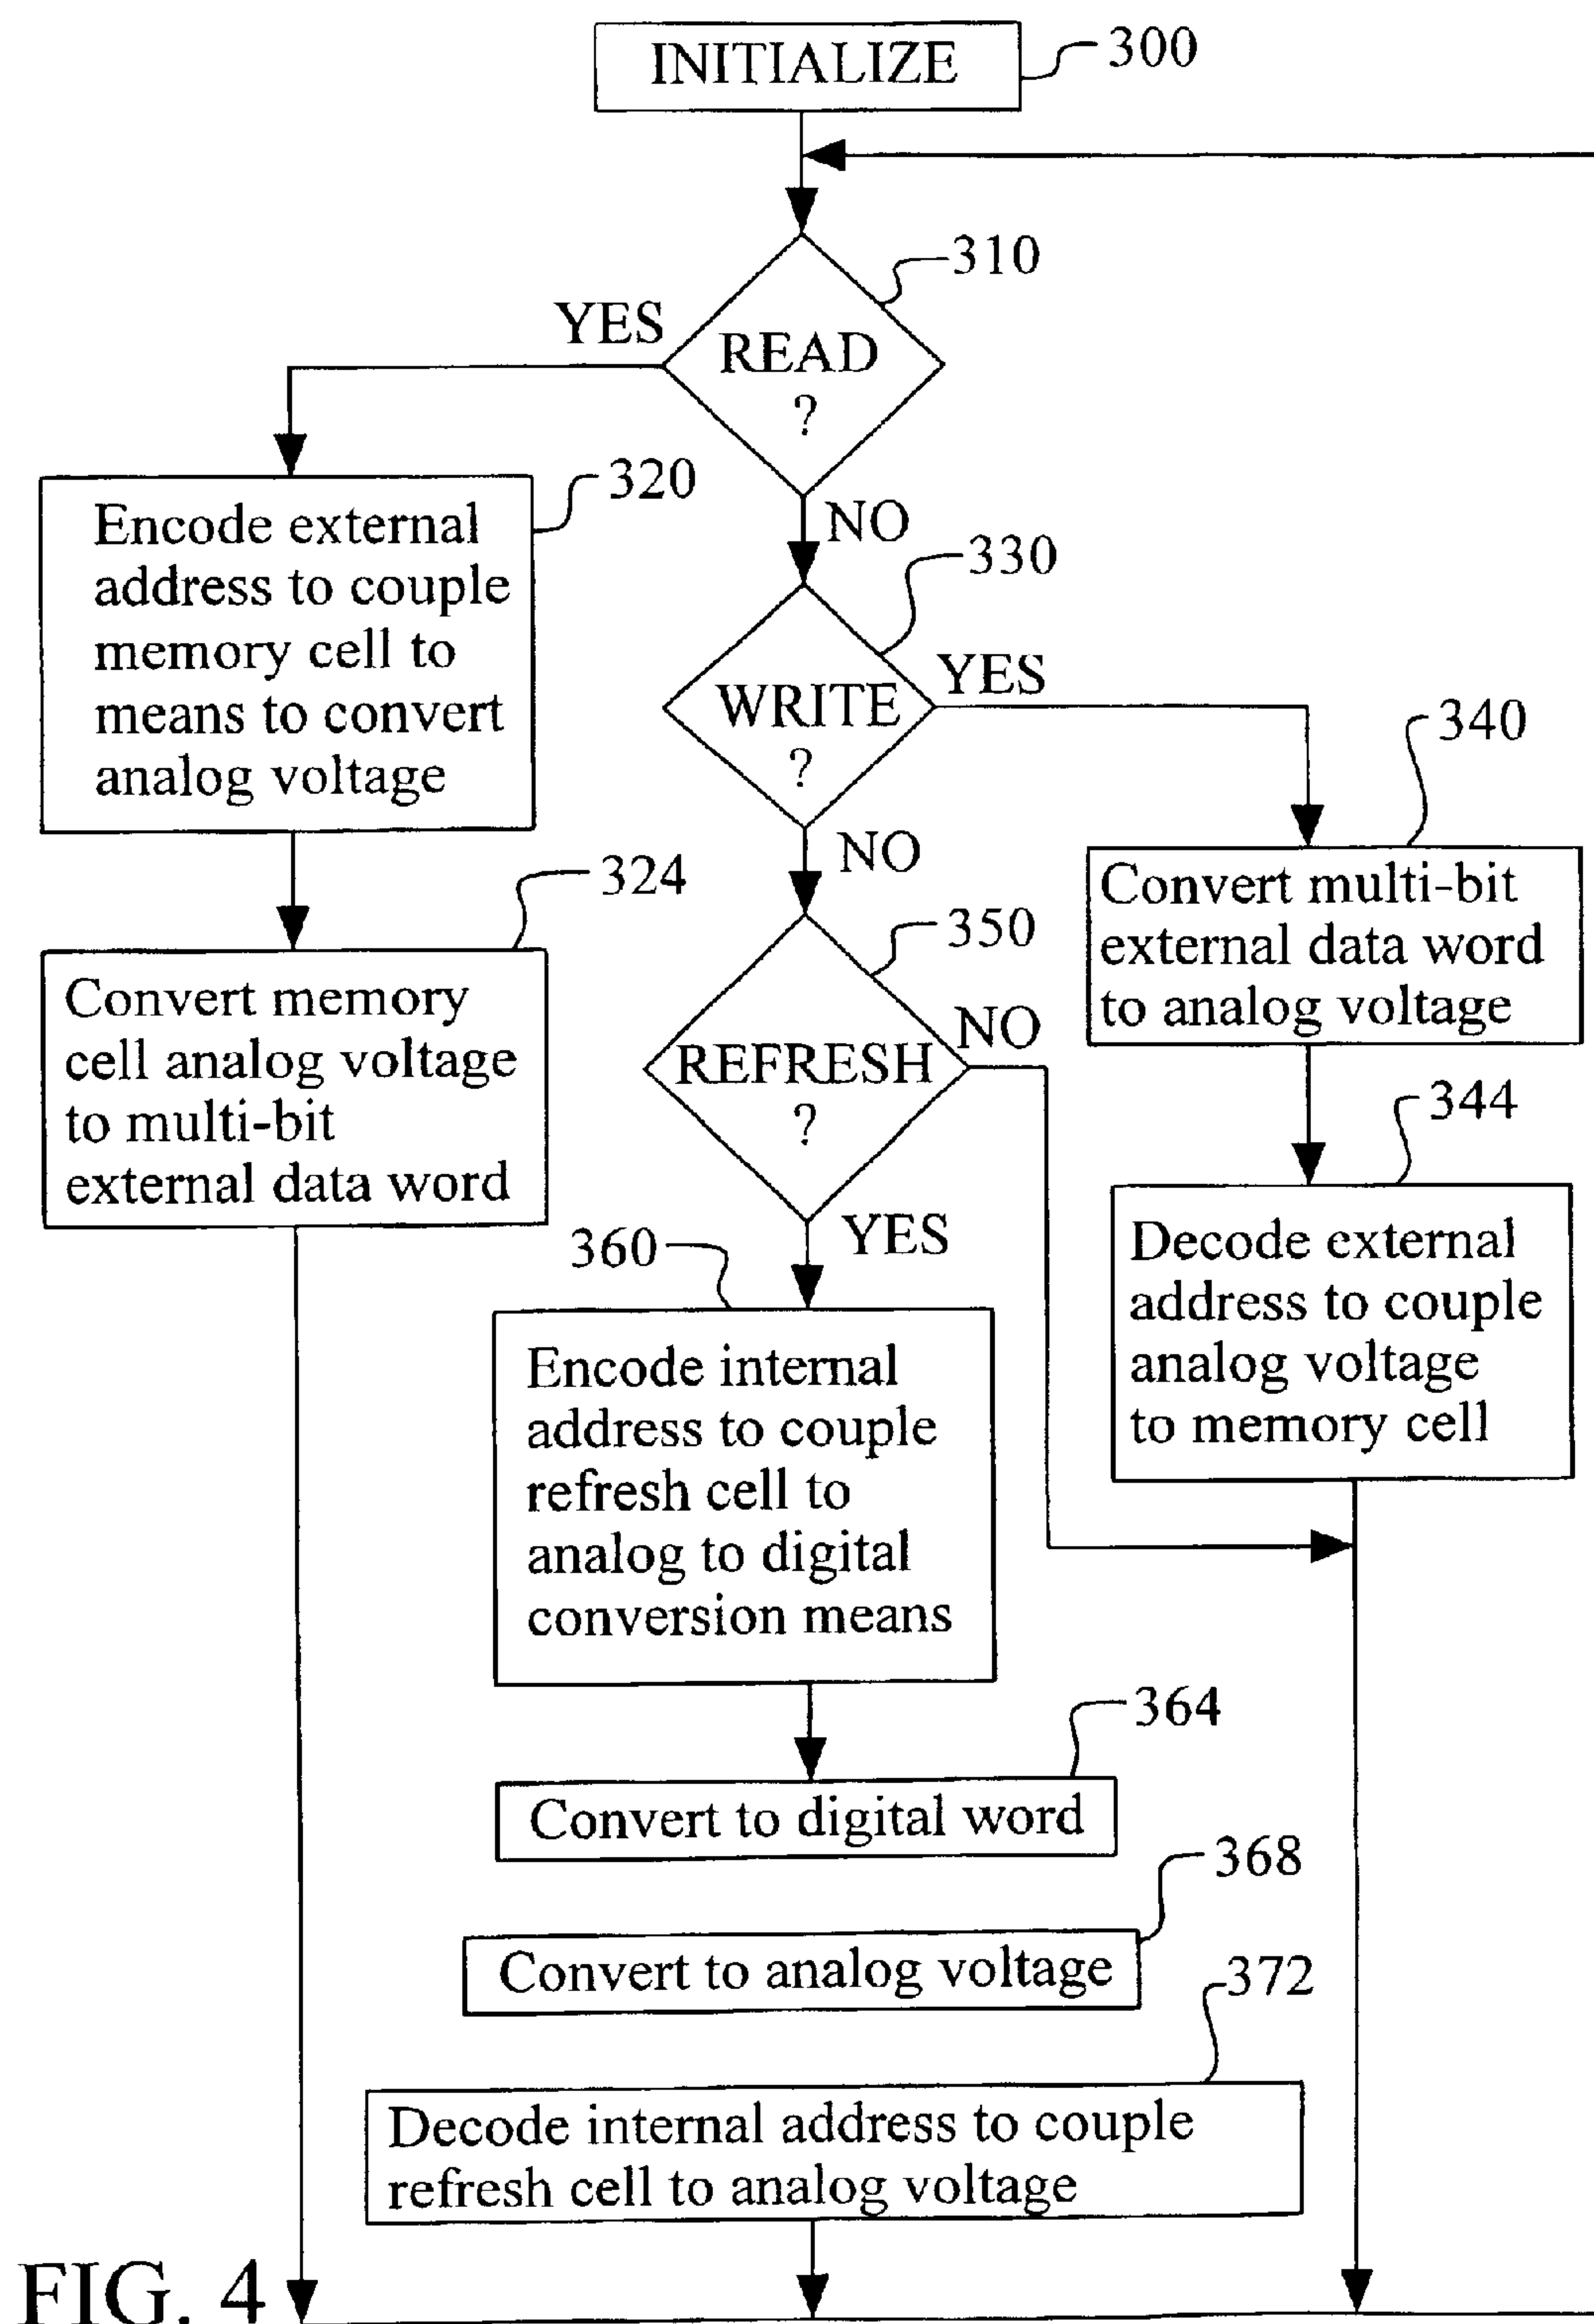 INITIALIZE
300
310
YES
READ
?
320
NO
Encode external
address to couple
memory cell to
means to convert
analog voltage
330
WRITE
?
YES
340
NO
324
Convert multi-bit
external data word
to analog voltage
350
Convert memory
cell analog voltage
to multi-bit
external data word
REFRESH
?
NO
344
360
YES
Decode external
address to couple
analog voltage
to memory cell
Encode internal
address to couple
refresh cell to
analog to digital
conversion means
364
Convert to digital word
368
Convert to analog voltage
372
Decode internal address to couple
refresh cell to analog voltage
FIG. 4